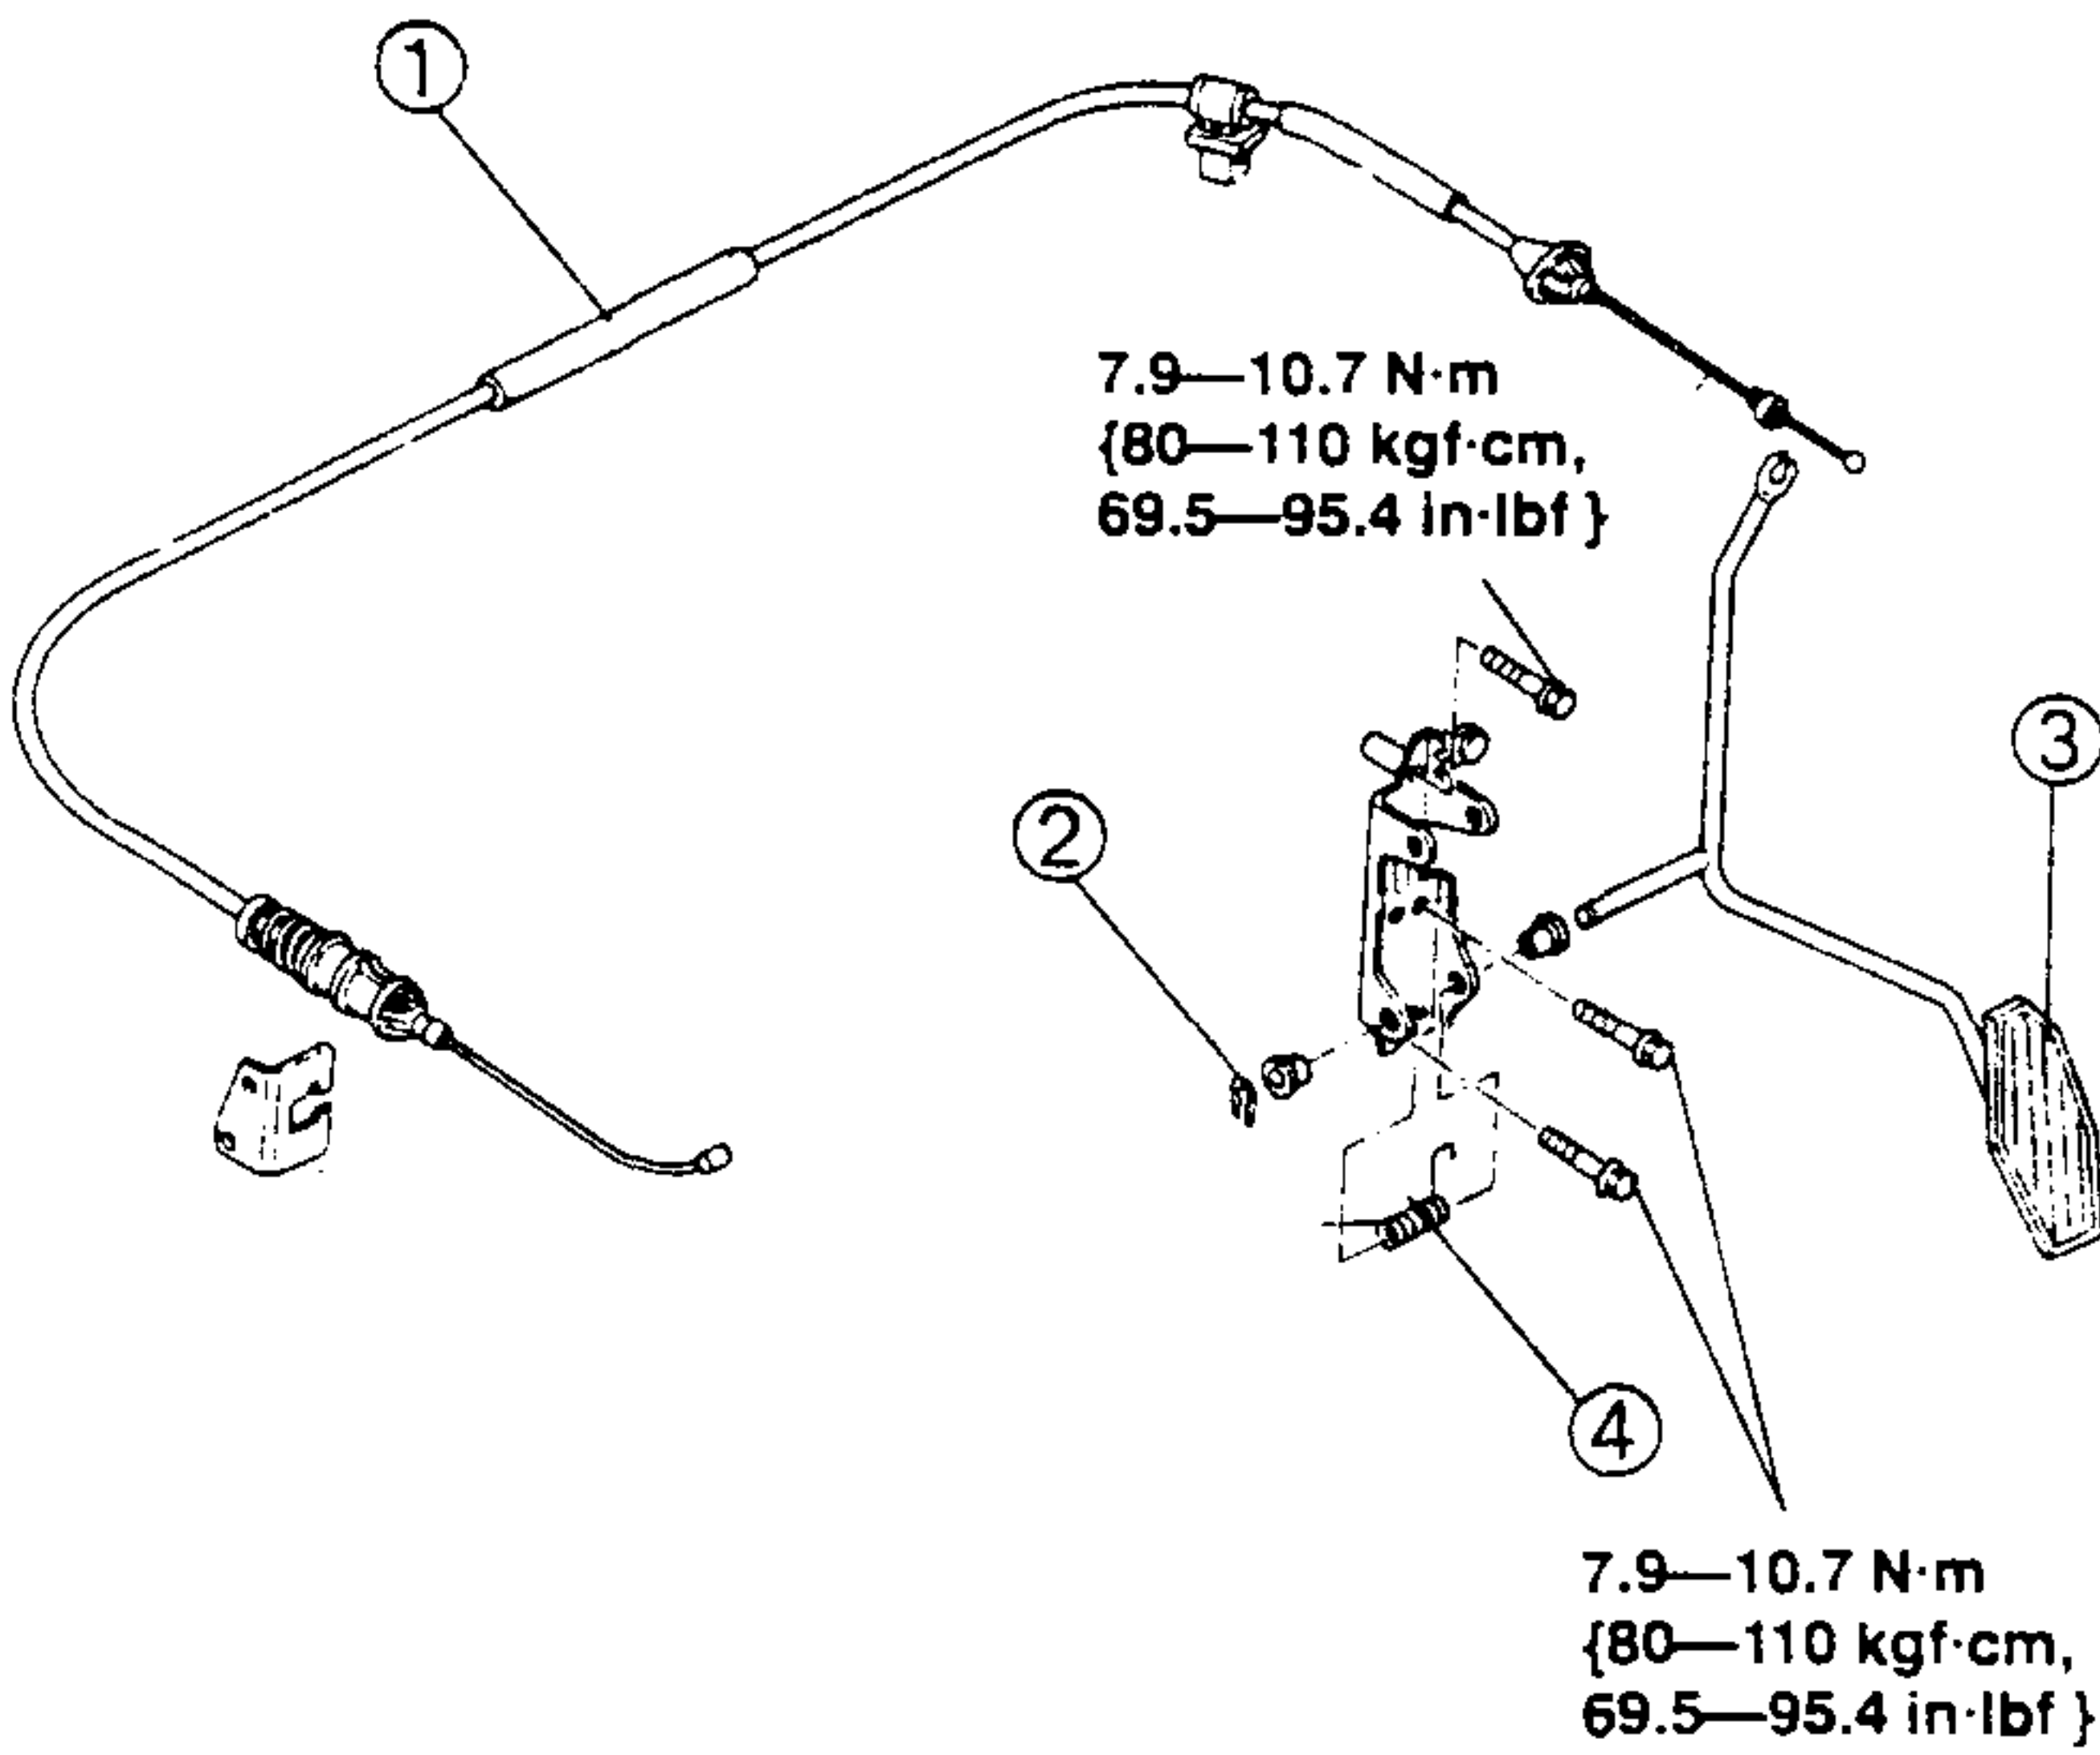 1
7.9—10.7 N·m
{80—110 kgf·cm,
69.5—95.4 in·lbf}
3
2
4
7.9—10.7 N·m
{80—110 kgf·cm,
69.5—95.4 in·lbf}